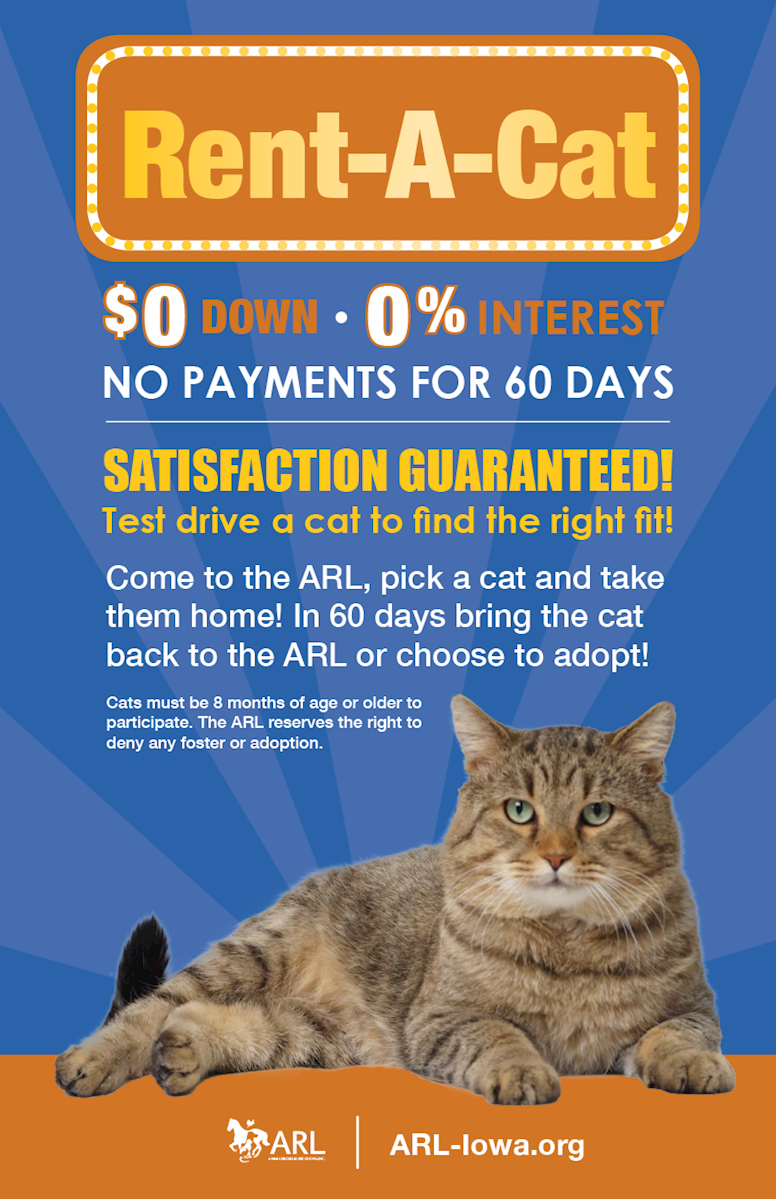 Rent-A-Cat
$0 DOWN • 0% INTEREST
NO PAYMENTS FOR 60 DAYS
SATISFACTION GUARANTEED!
Test drive a cat to find the right fit!
Come to the ARL, pick a cat and take
them home! In 60 days bring the cat
back to the ARL or choose to adopt!
Cats must be 8 months of age or older to
participate. The ARL reserves the right to
deny any foster or adoption.
ARL
ARL-Iowa.org